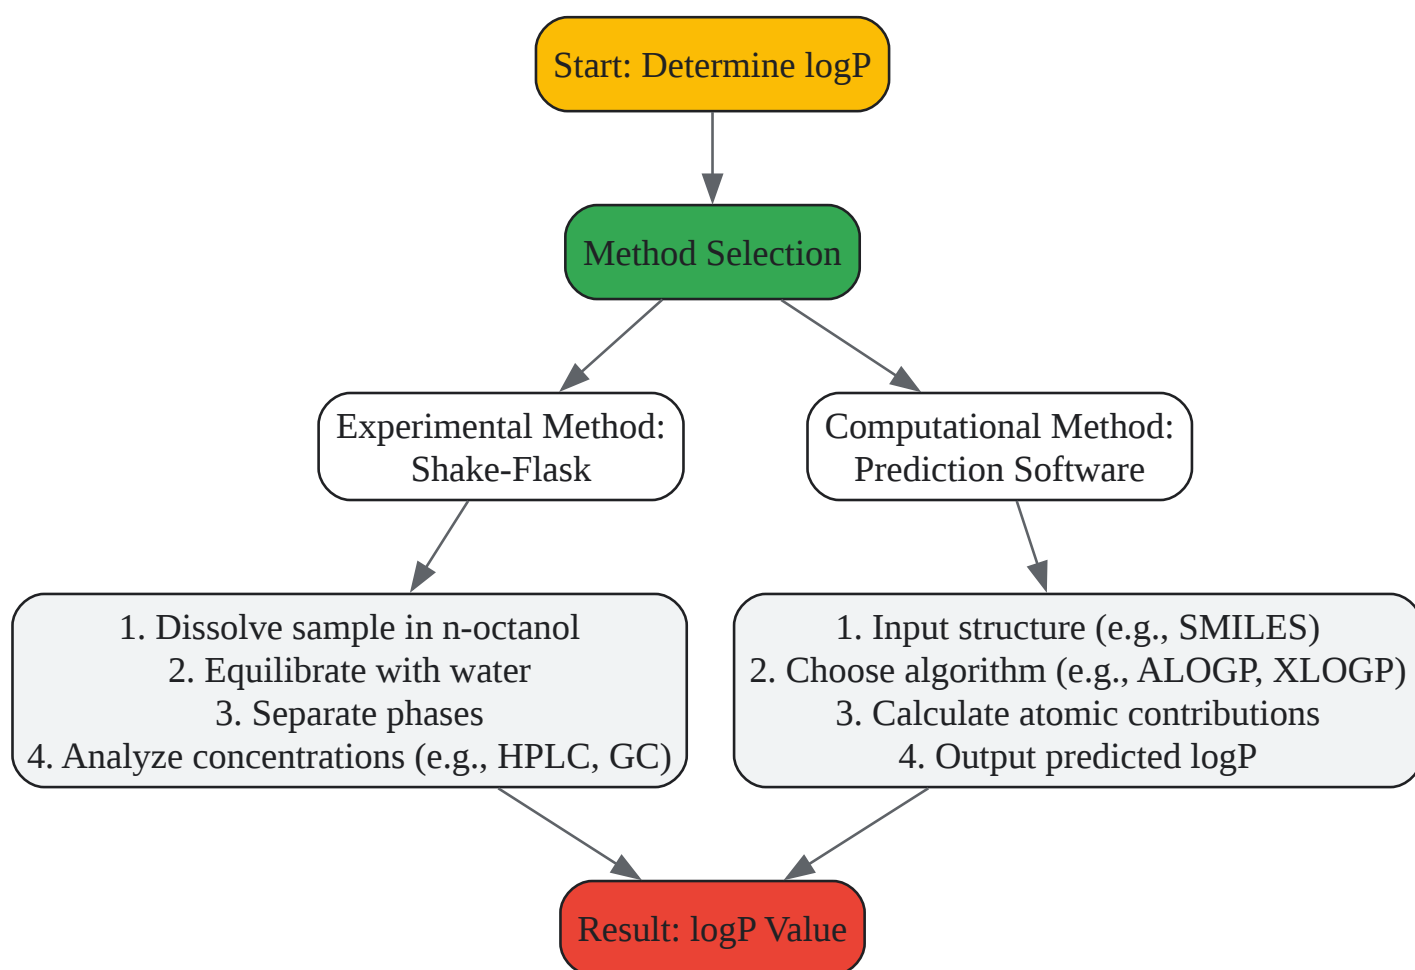 Start: Determine logP
Method Selection
Experimental Method:
Shake-Flask
Computational Method:
Prediction Software
1. Dissolve sample in n-octanol
2. Equilibrate with water
3. Separate phases
4. Analyze concentrations (e.g., HPLC, GC)
1. Input structure (e.g., SMILES)
2. Choose algorithm (e.g., ALOGP, XLOGP)
3. Calculate atomic contributions
4. Output predicted logP
Result: logP Value